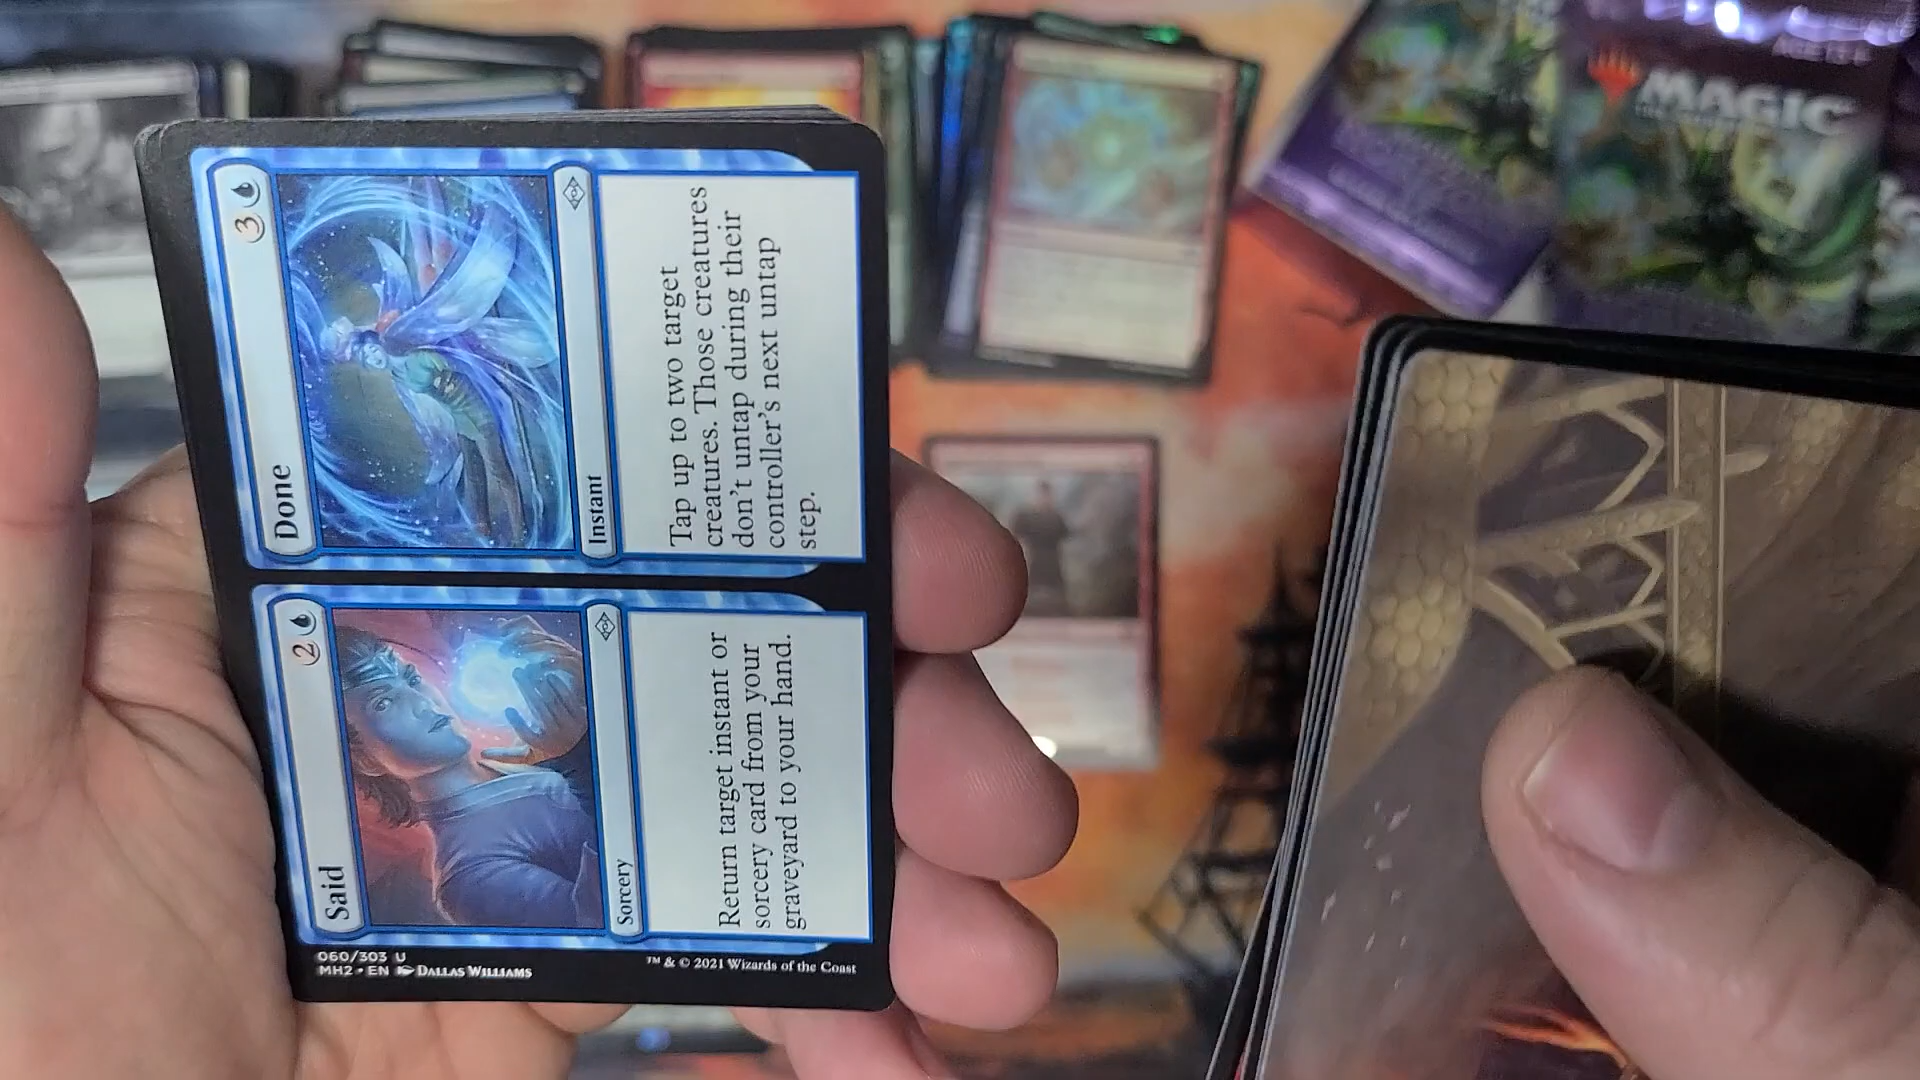 Said
2
Sorcery
Return target instant or
sorcery card from your
graveyard to your hand.
060/303 U
MH2 • EN DALLAS WILLIAMS
™ & © 2021 Wizards of the Coast
Done
3
Instant
Tap up to two target
creatures. Those creatures
don't untap during their
controller's next untap
step.
MAGIC
AGE 13+